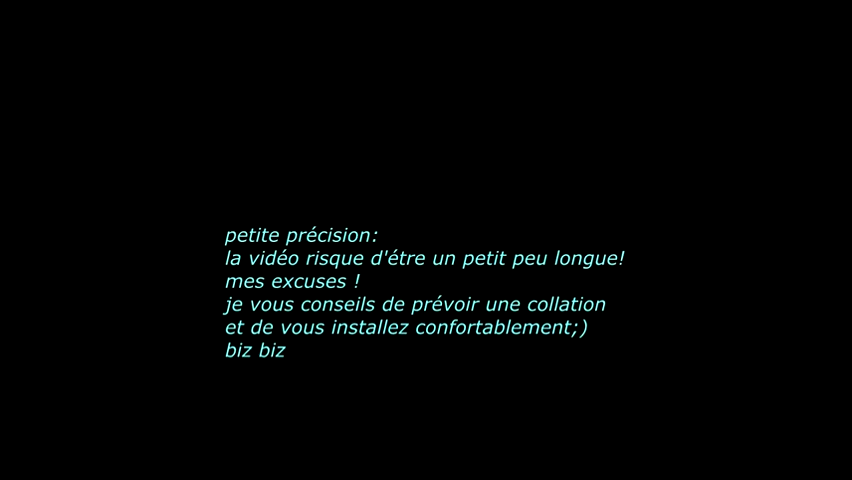 petite précision:
la vidéo risque d'étre un petit peu longue!
mes excuses !
je vous conseils de prévoir une collation
et de vous installez confortablement;)
biz biz